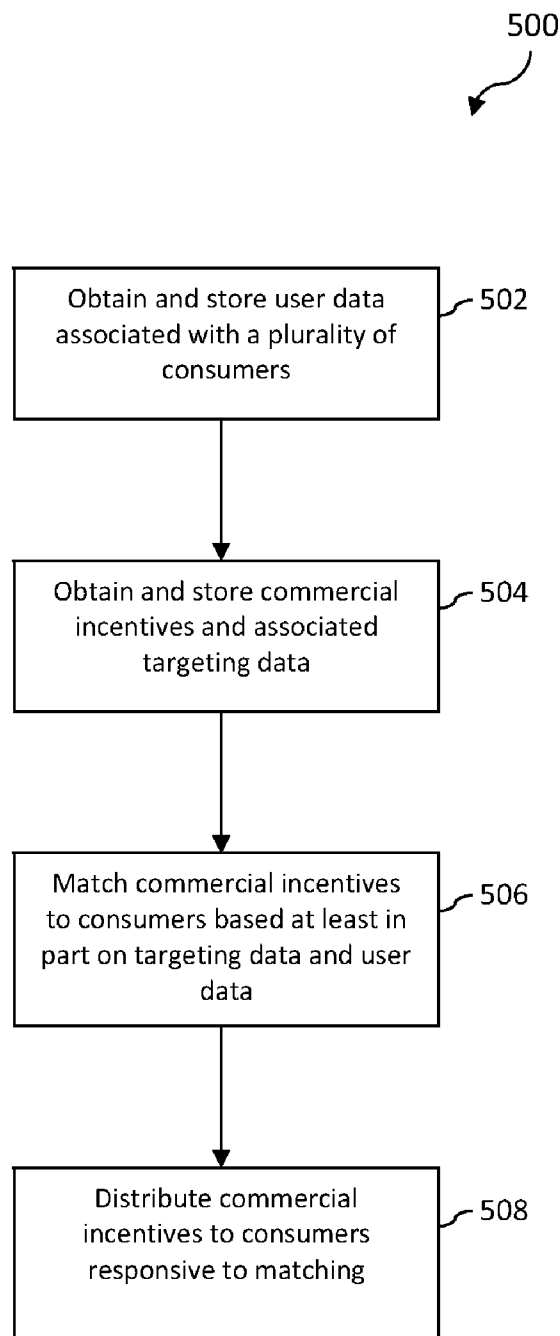 500
Obtain and store user data
associated with a plurality of
consumers
502
Obtain and store commercial
incentives and associated
targeting data
504
Match commercial incentives
to consumers based at least in
part on targeting data and user
data
506
Distribute commercial
incentives to consumers
responsive to matching
508